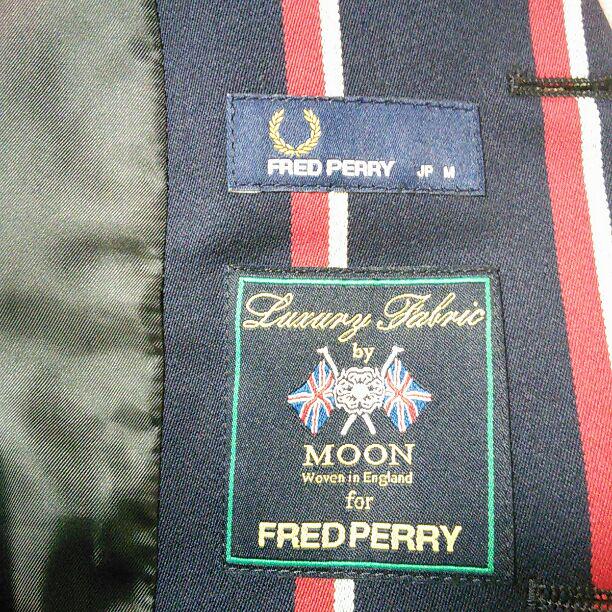 FRED PERRY JP M
Luxury Fabric
by
MOON
Woven in England
for
FRED PERRY